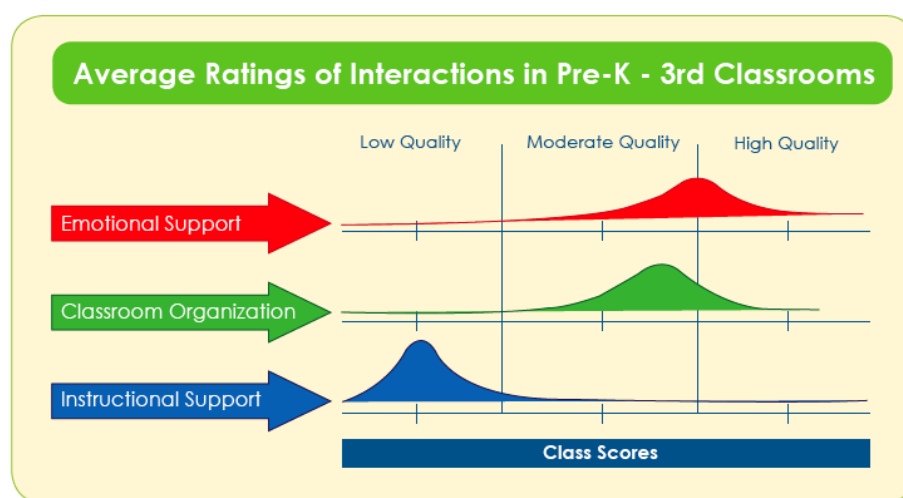 Average Ratings of Interactions in Pre-K - 3rd Classrooms
Low Quality
Moderate Quality
High Quality
Emotional Support
Classroom Organization
Instructional Support
Class Scores